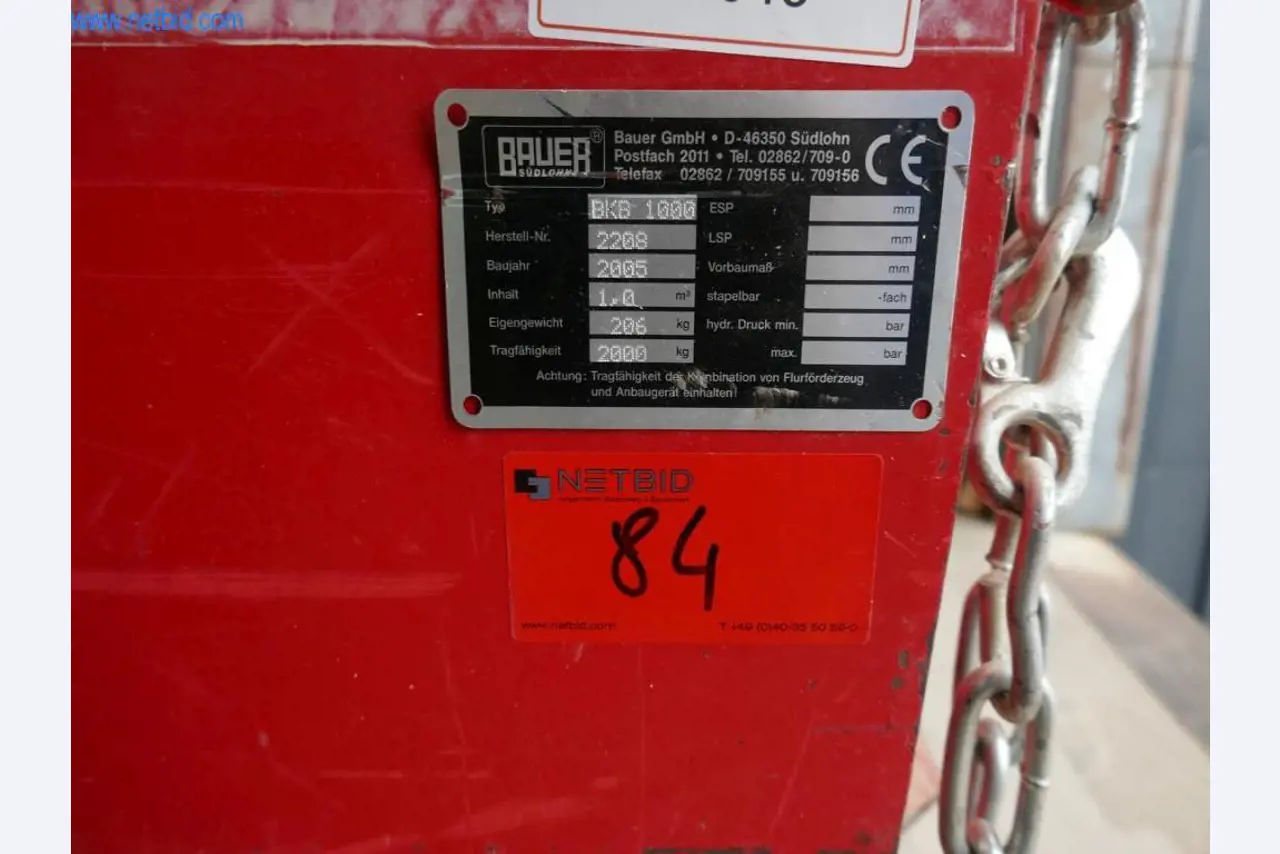 www.netbid.com
BAUER ® Bauer GmbH • D-46350 Südlohn
SÜDLOHN Postfach 2011 • Tel. 02862/709-0
Telefax 02862 / 709155 u. 709156 CE
Typ BKB 1000 ESP mm
Herstell-Nr. 2208 LSP mm
Baujahr 2005 Vorbaumaß mm
Inhalt 1.0 m³ stapelbar -fach
Eigengewicht 206 kg hydr. Druck min. bar
Tragfähigkeit 2000 kg max. bar
Achtung: Tragfähigkeit der Kombination von Flurförderzeug
und Anbaugerät einhalten!
NETBID
84
www.netbid.com T +49 (0)40-35 50 59-0